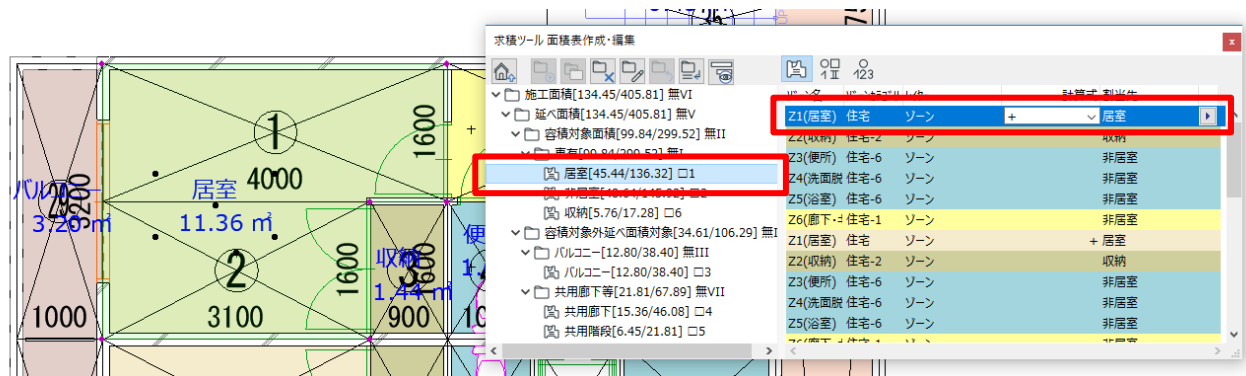 求積ツール 面積表作成・編集
x
123
計算式 割当先
施工面積[134.45/405.81] 無VI
延べ面積[134.45/405.81] 無V
容積対象面積[99.84/299.52] 無II
専有[99.84/299.52] 無I
居室[45.44/136.32] □1
収納[5.76/17.28] □6
容積対象外延べ面積対象[34.61/106.29] 無I
バルコニー[12.80/38.40] 無III
バルコニー[12.80/38.40] □3
共用廊下等[21.81/67.89] 無VII
共用廊下[15.36/46.08] □4
共用階段[6.45/21.81] □5
Z1(居室) 住宅 ゾーン + 居室
Z2(収納) 住宅-2 ゾーン 収納
Z3(便所) 住宅-6 ゾーン 非居室
Z4(洗面脱 住宅-6 ゾーン 非居室
Z5(浴室) 住宅-6 ゾーン 非居室
Z6(廊下・ 住宅-1 ゾーン 非居室
Z1(居室) 住宅 ゾーン + 居室
Z2(収納) 住宅-2 ゾーン 収納
Z3(便所) 住宅-6 ゾーン 非居室
Z4(洗面脱 住宅-6 ゾーン 非居室
Z5(浴室) 住宅-6 ゾーン 非居室
1
1600
居室 4000
11.36 ㎡
3200
2
1600
収納
1.44 ㎡
便
1000
3100
900